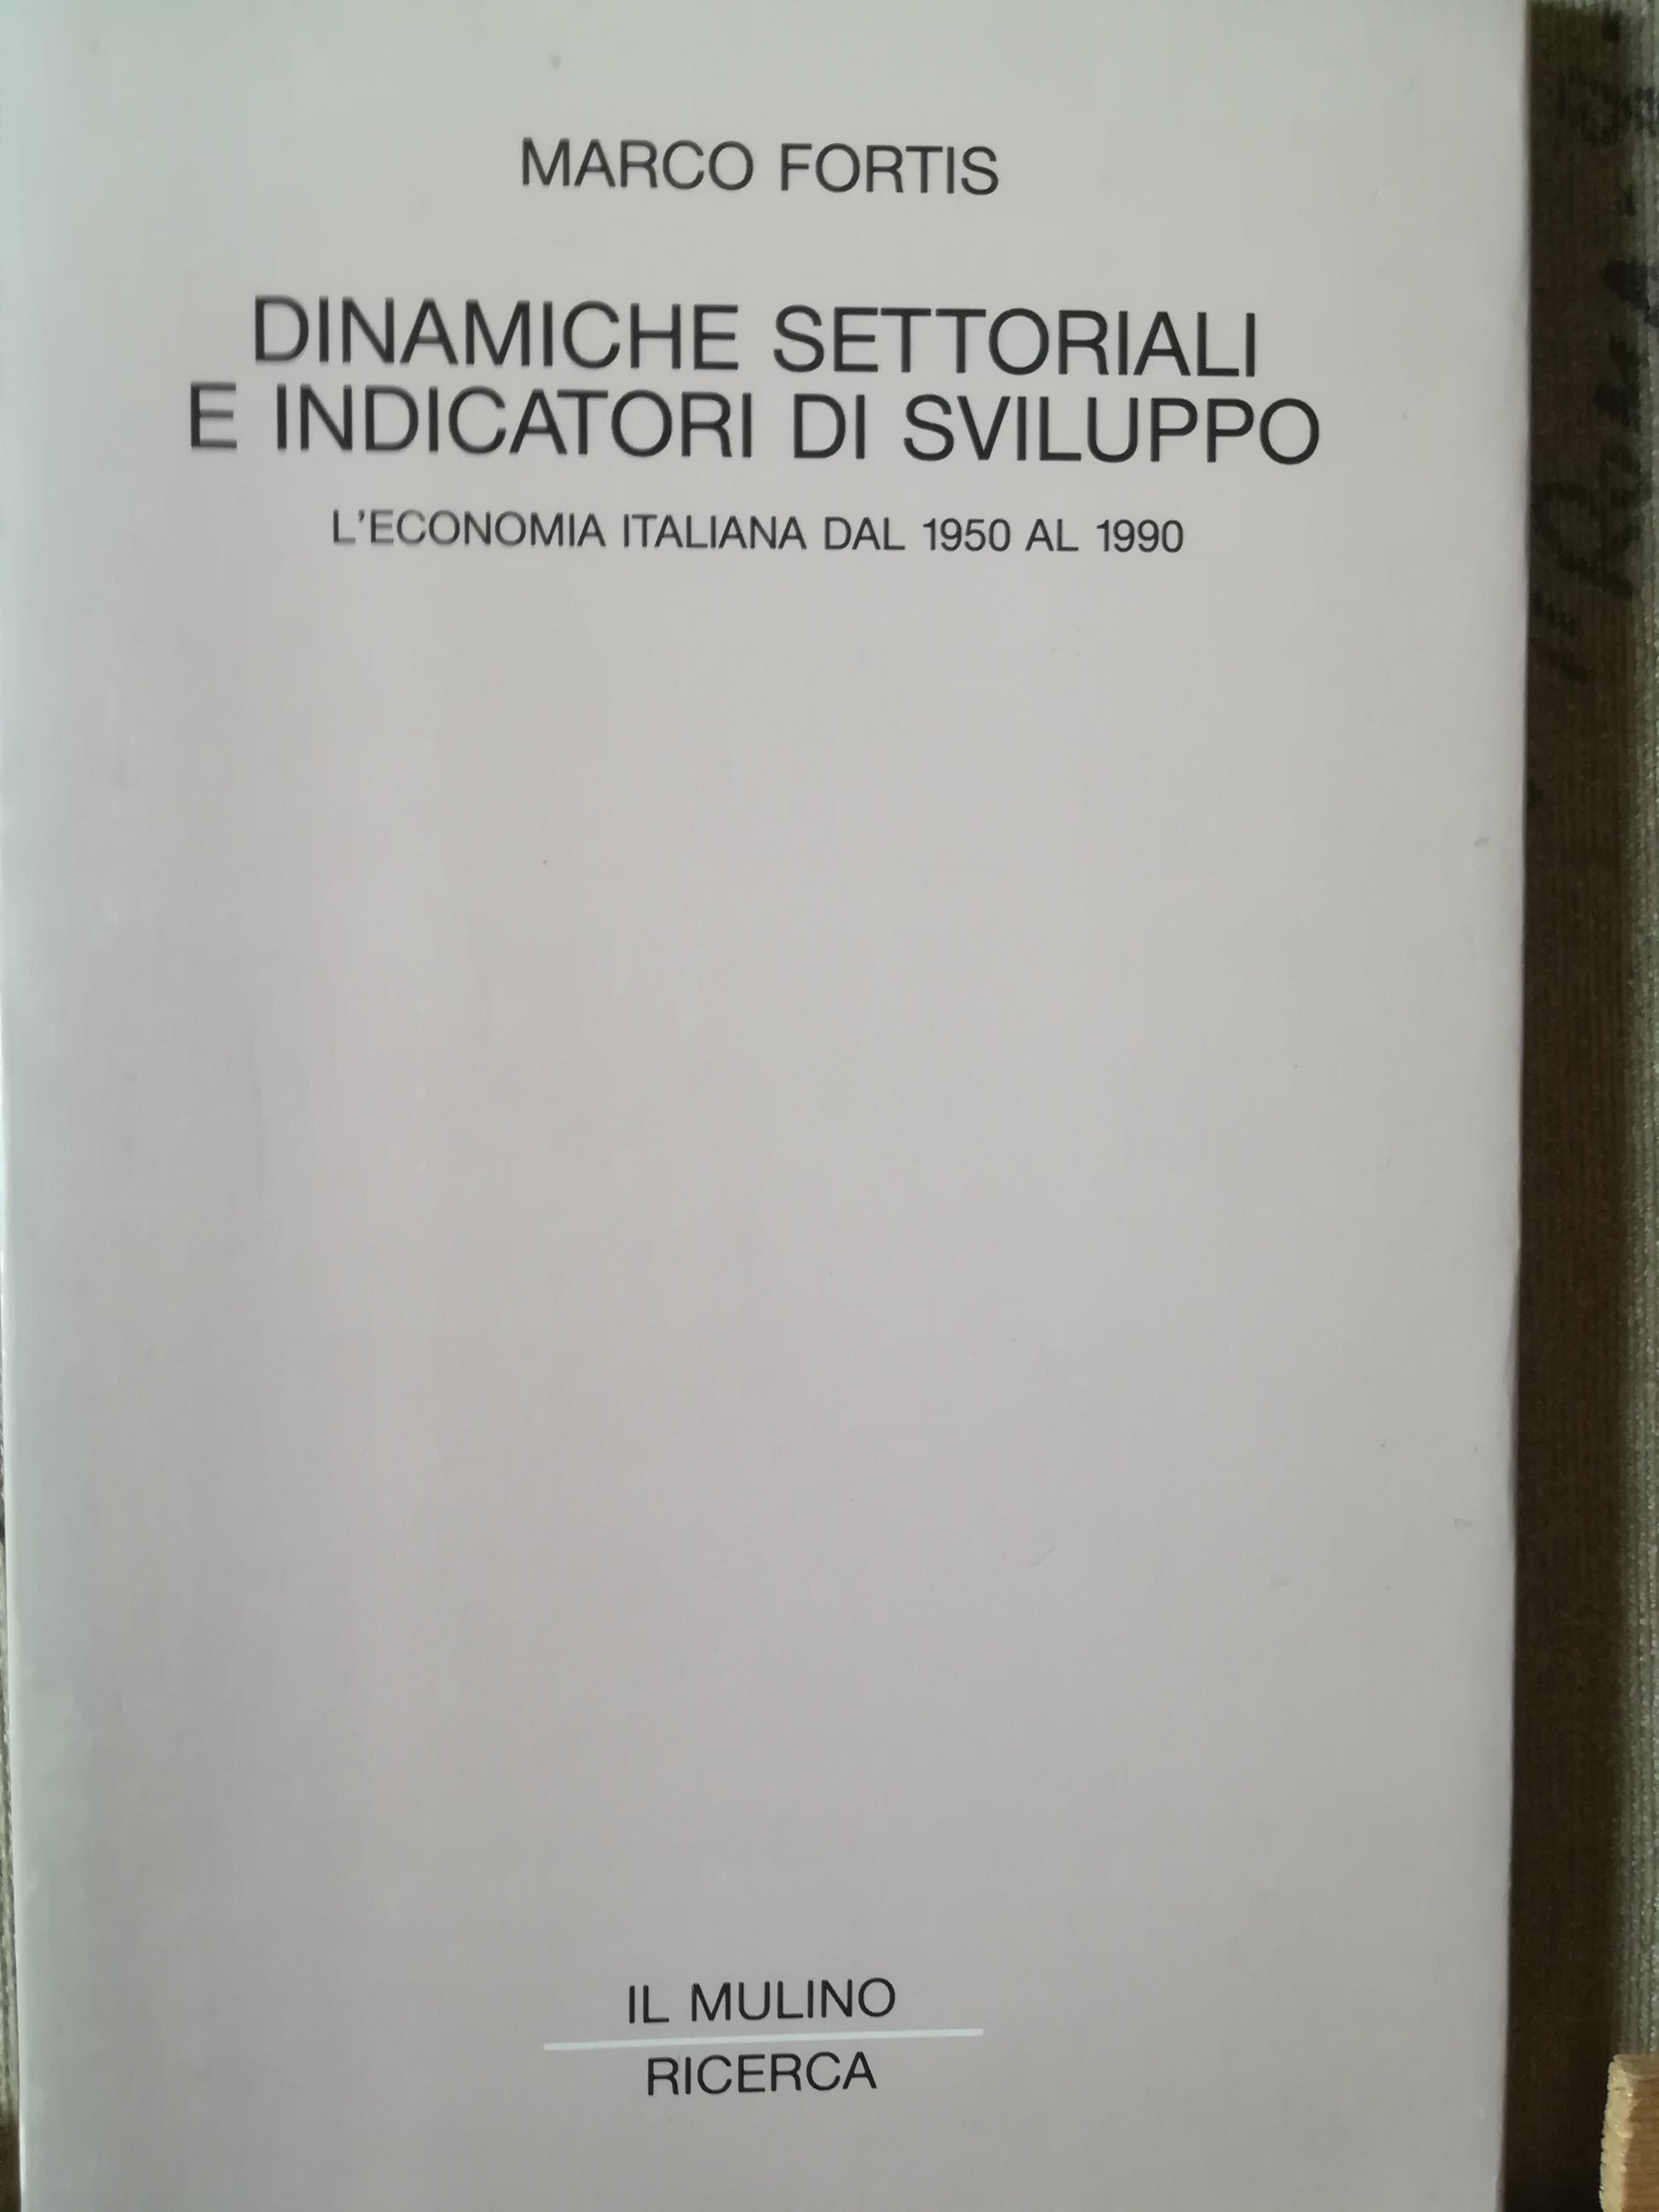 MARCO FORTIS
DINAMICHE SETTORIALI
E INDICATORI DI SVILUPPO
L'ECONOMIA ITALIANA DAL 1950 AL 1990
IL MULINO
RICERCA